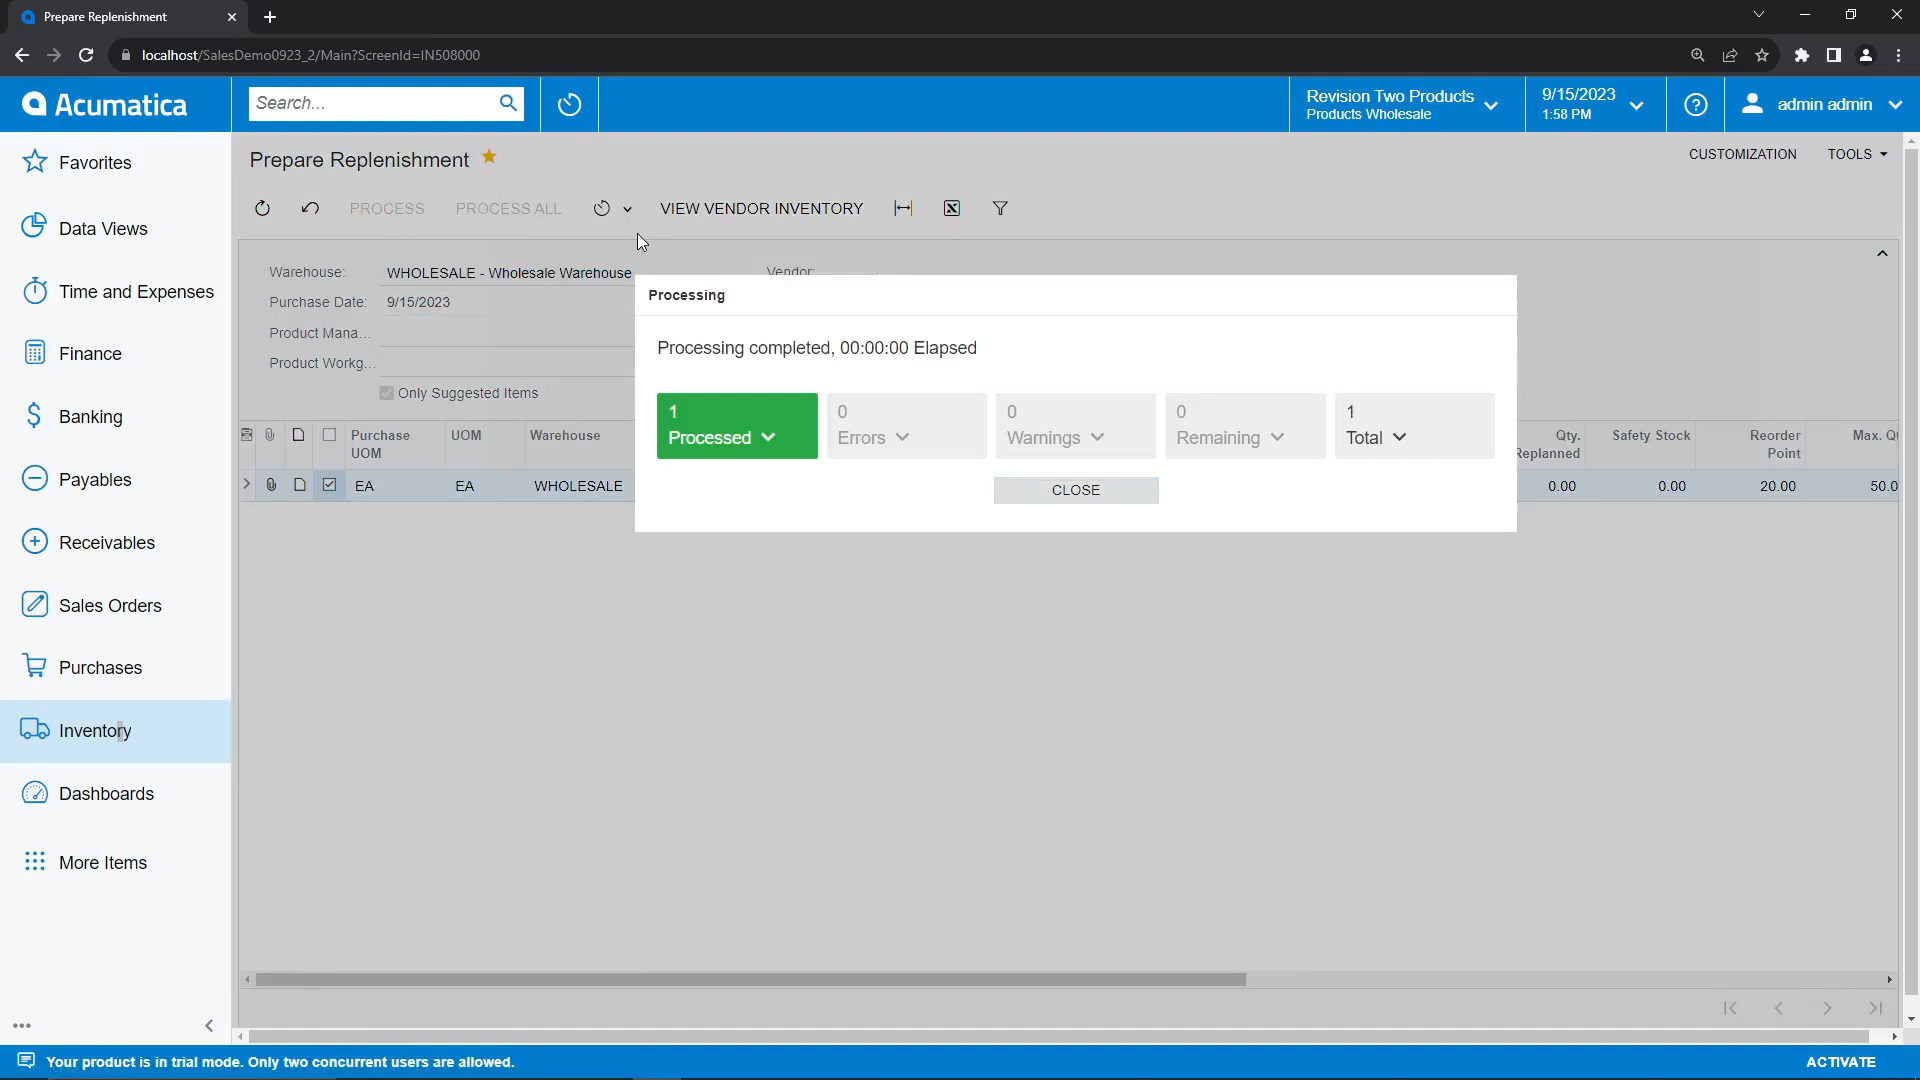 Prepare Replenishment
localhost/SalesDemo0923_2/Main?ScreenId=IN508000
Acumatica
Search...
Revision Two Products
Products Wholesale
9/15/2023
1:58 PM
admin admin
Favorites
Data Views
Time and Expenses
Finance
Banking
Payables
Receivables
Sales Orders
Purchases
Inventory
Dashboards
More Items
Prepare Replenishment
CUSTOMIZATION
TOOLS
PROCESS
PROCESS ALL
VIEW VENDOR INVENTORY
Warehouse:
WHOLESALE - Wholesale Warehouse
Vendor:
Purchase Date:
9/15/2023
Product Mana...
Product Workg...
Only Suggested Items
Purchase
UOM
UOM
Warehouse
Qty.
Replanned
Safety Stock
Reorder
Point
Max. Q
EA
EA
WHOLESALE
0.00
0.00
20.00
50.0
Processing
Processing completed, 00:00:00 Elapsed
1
Processed
0
Errors
0
Warnings
0
Remaining
1
Total
CLOSE
Your product is in trial mode. Only two concurrent users are allowed.
ACTIVATE